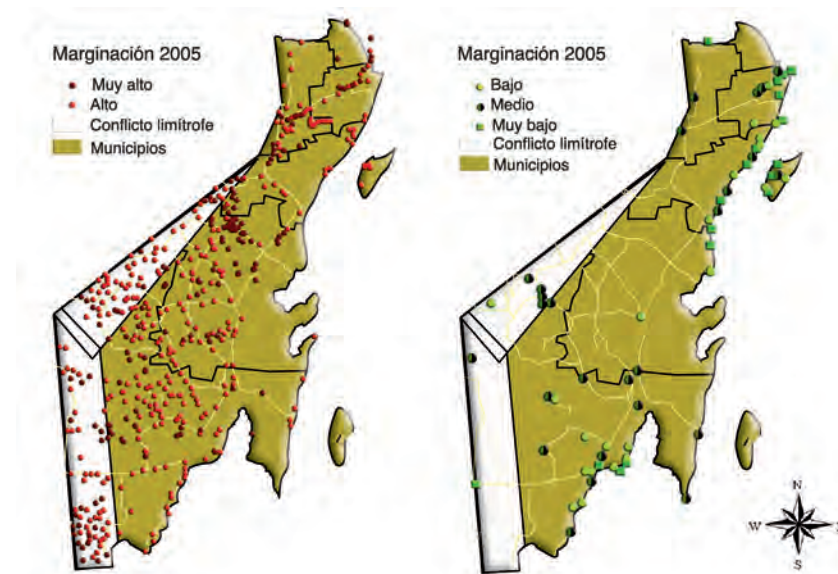 Marginación 2005
Muy alto
Alto
Conflicto limítrofe
Municipios
Marginación 2005
Bajo
Medio
Muy bajo
Conflicto limítrofe
Municipios
N
W
S